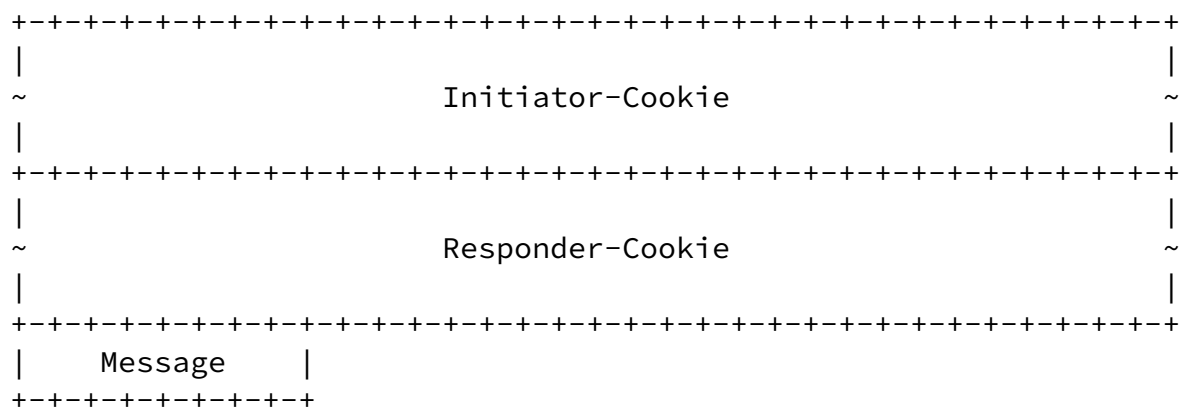 +-+-+-+-+-+-+-+-+-+-+-+-+-+-+-+-+-+-+-+-+-+-+-+-+-+-+-+-+-+-+-+-+
|                                                               |
~                        Initiator-Cookie                       ~
|                                                               |
+-+-+-+-+-+-+-+-+-+-+-+-+-+-+-+-+-+-+-+-+-+-+-+-+-+-+-+-+-+-+-+-+
|                                                               |
~                        Responder-Cookie                       ~
|                                                               |
+-+-+-+-+-+-+-+-+-+-+-+-+-+-+-+-+-+-+-+-+-+-+-+-+-+-+-+-+-+-+-+-+
|    Message    |
+-+-+-+-+-+-+-+-+